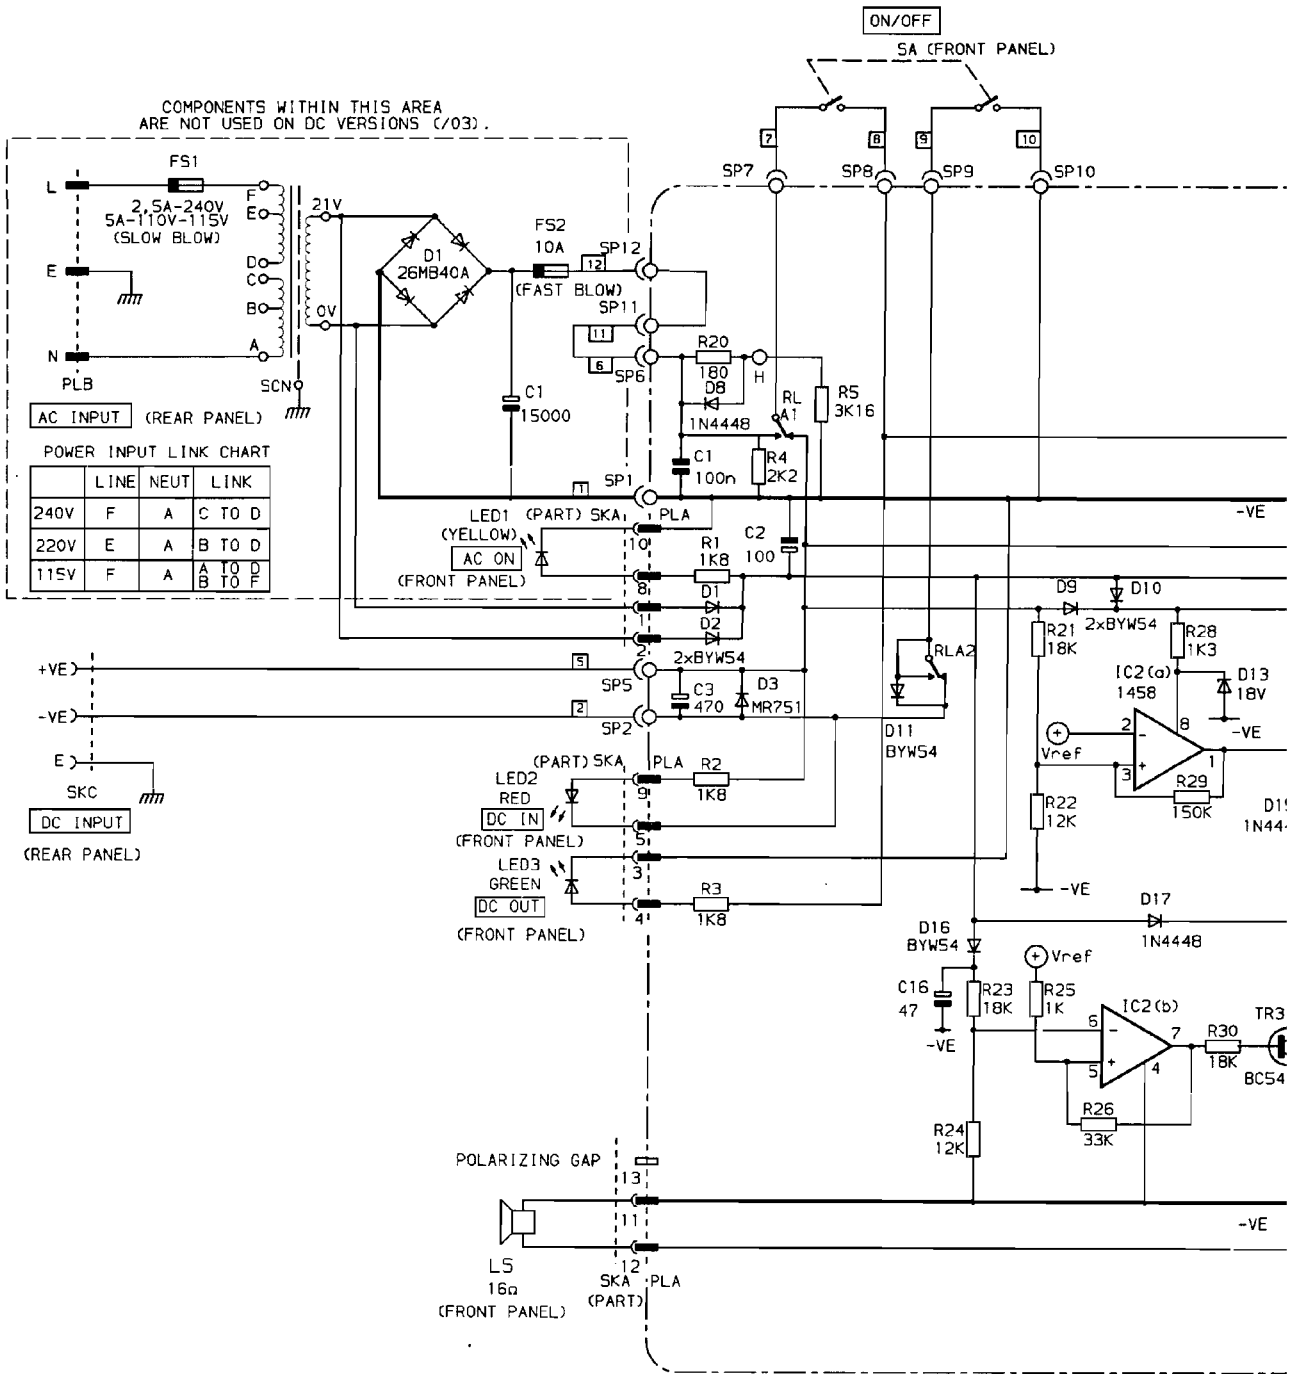 ON/OFF
SA (FRONT PANEL)
COMPONENTS WITHIN THIS AREA
ARE NOT USED ON DC VERSIONS (/03).
7
8
9
10
SP7
SP8
SP9
SP10
FS1
L
2,5A-240V
5A-110V-115V
(SLOW BLOW)
F
E
D
C
B
A
21V
0V
E
N
PLB
SCN
AC INPUT
(REAR PANEL)
D1
26MB40A
FS2
10A
(FAST BLOW)
12
SP12
SP11
11
6
SP6
C1
15000
R20
180
H
D8
1N4448
RL
A1
R5
3K16
C1
100n
R4
2K2
POWER INPUT LINK CHART
LINE NEUT LINK
240V F A C TO D
220V E A B TO D
115V F A A TO D
B TO F
1
SP1
-VE
LED1
(YELLOW)
AC ON
(FRONT PANEL)
(PART) SKA
PLA
10
8
1
2
R1
1K8
C2
100
D1
D2
2xBYW54
D9
D10
2xBYW54
R21
18K
R28
1K3
RLA2
IC2(a)
1458
D13
18V
-VE
+VE
5
SP5
-VE
2
SP2
C3
470
D3
MR751
D11
BYW54
E
SKC
DC INPUT
(REAR PANEL)
Vref
2
-
3
+
8
1
R29
150K
R22
12K
-VE
(PART) SKA
PLA
LED2
RED
DC IN
(FRONT PANEL)
9
5
R2
1K8
LED3
GREEN
DC OUT
(FRONT PANEL)
3
4
R3
1K8
1N44
D17
1N4448
D16
BYW54
Vref
C16
47
-VE
R23
18K
R25
1K
IC2(b)
6
-
5
+
7
4
R30
18K
TR3
BC54
R26
33K
R24
12K
POLARIZING GAP
13
11
12
-VE
LS
16Ω
(FRONT PANEL)
SKA
PLA
(PART)